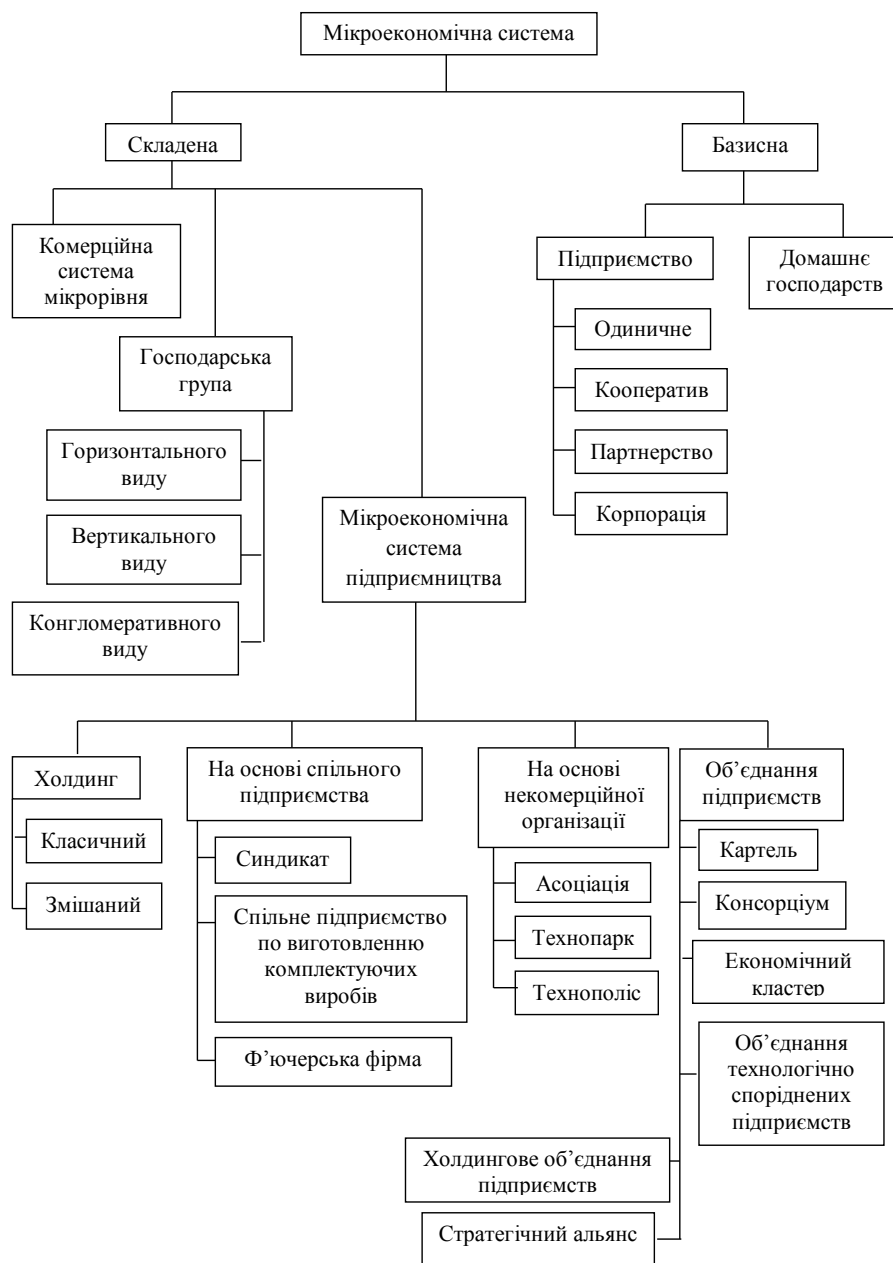 Мікроекономічна система
Складена
Базисна
Комерційна
система
мікрорівня
Підприємство
Домашнє
господарств
Одиничне
Господарська
група
Кооператив
Горизонтального
виду
Партнерство
Корпорація
Вертикального
виду
Мікроекономічна
система
підприємництва
Конгломеративного
виду
Холдинг
На основі спільного
підприємства
На основі
некомерційної
організації
Об’єднання
підприємств
Класичний
Змішаний
Синдикат
Спільне підприємство
по виготовленню
комплектуючих
виробів
Ф’ючерська фірма
Асоціація
Технопарк
Технополіс
Картель
Консорціум
Економічний
кластер
Об’єднання
технологічно
споріднених
підприємств
Холдингове об’єднання
підприємств
Стратегічний альянс